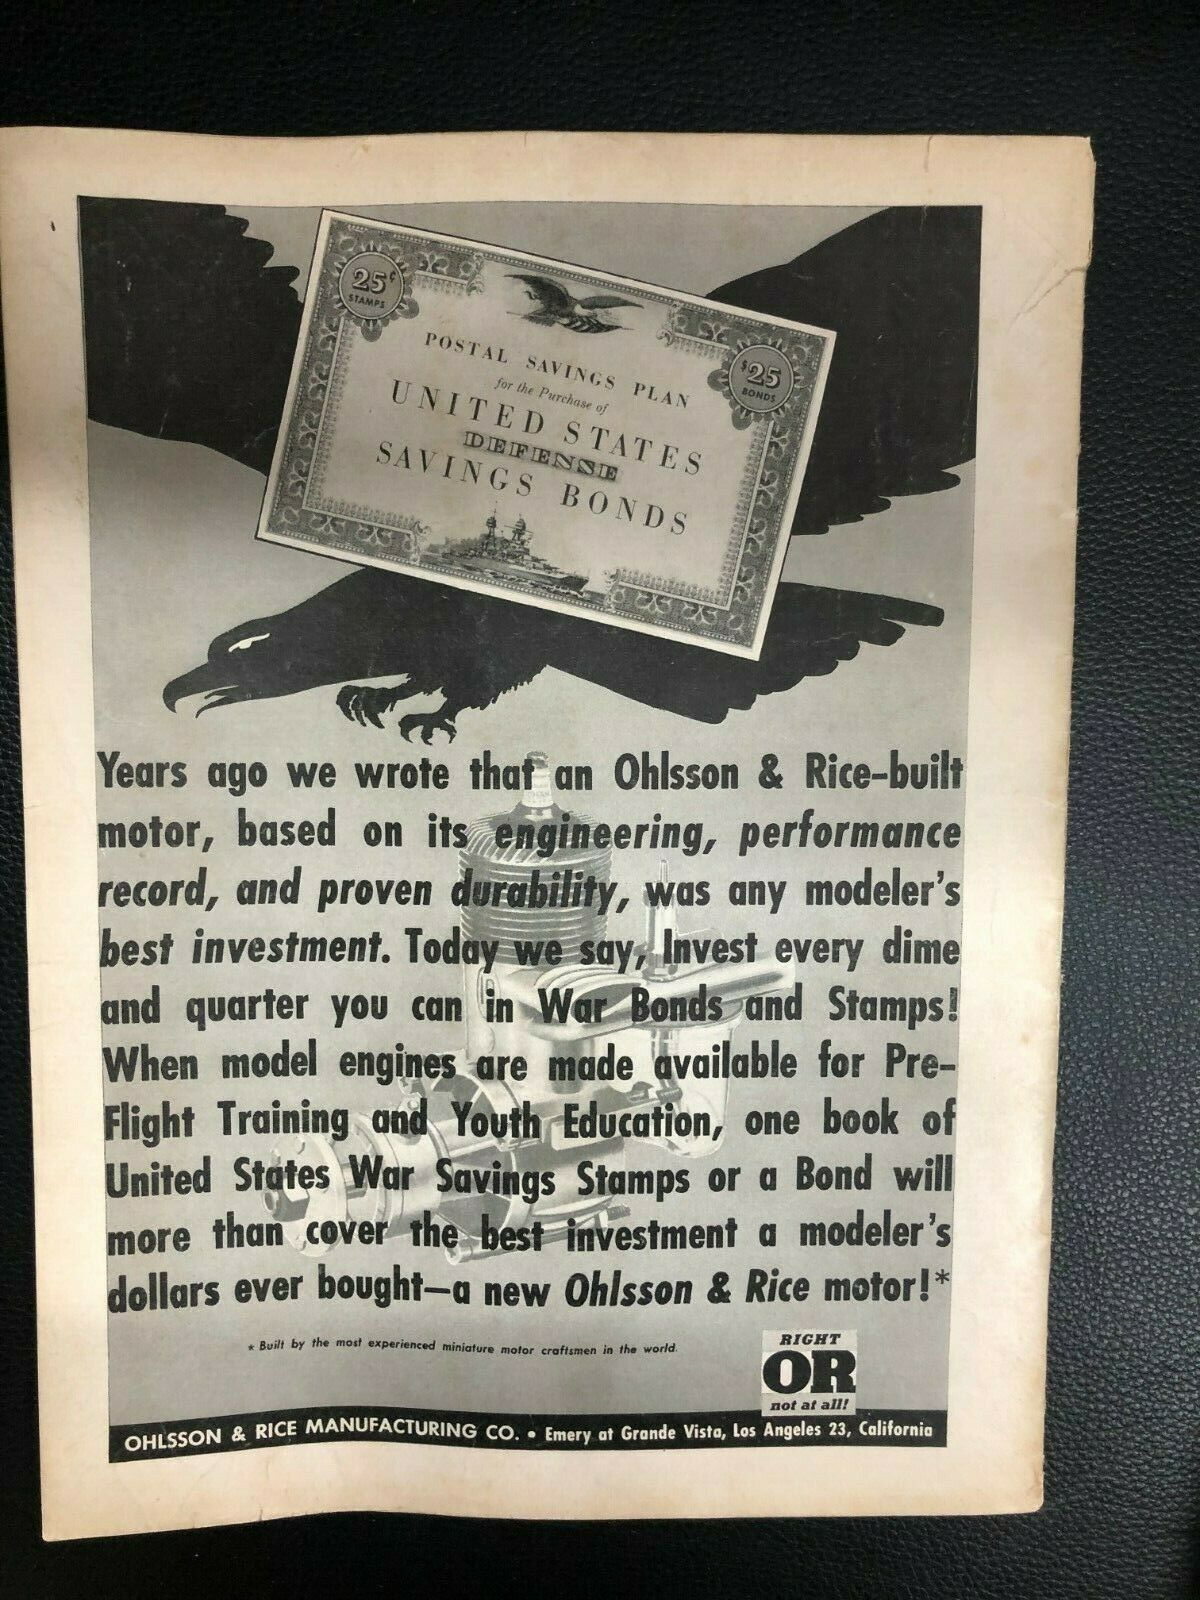 25¢
STAMPS
$25
BONDS
POSTAL SAVINGS PLAN
for the Purchase of
UNITED STATES
DEFENSE
SAVINGS BONDS
Years ago we wrote that an Ohlsson & Rice-built
motor, based on its engineering, performance
record, and proven durability, was any modeler's
best investment. Today we say, Invest every dime
and quarter you can in War Bonds and Stamps!
When model engines are made available for Pre-
Flight Training and Youth Education, one book of
United States War Savings Stamps or a Bond will
more than cover the best investment a modeler's
dollars ever bought—a new Ohlsson & Rice motor!*
* Built by the most experienced miniature motor craftsmen in the world.
RIGHT
OR
not at all!
OHLSSON & RICE MANUFACTURING CO. • Emery at Grande Vista, Los Angeles 23, California